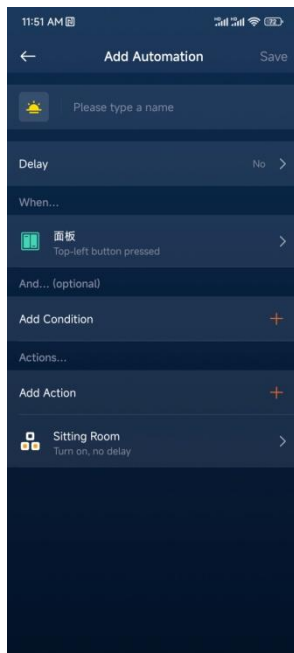 11:51 AM
72
Add Automation
Save
Please type a name
Delay
No
When...
面板
Top-left button pressed
And... (optional)
Add Condition
Actions...
Add Action
Sitting Room
Turn on, no delay